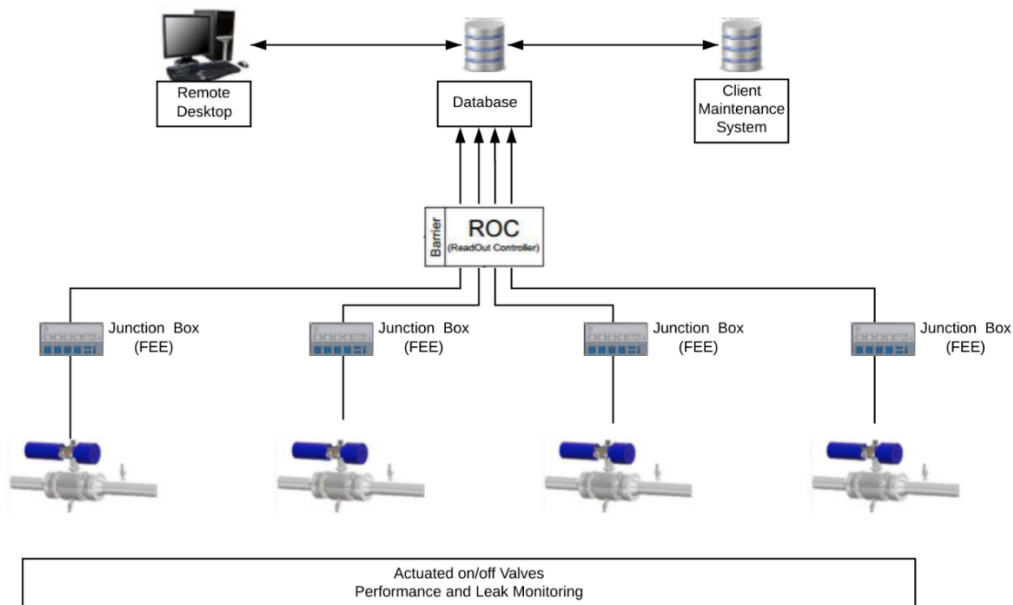 Remote
Desktop
Database
Client
Maintenance
System
Barrier
ROC
(ReadOut Controller)
Junction Box
(FEE)
Junction Box
(FEE)
Junction Box
(FEE)
Junction Box
(FEE)
Actuated on/off Valves
Performance and Leak Monitoring